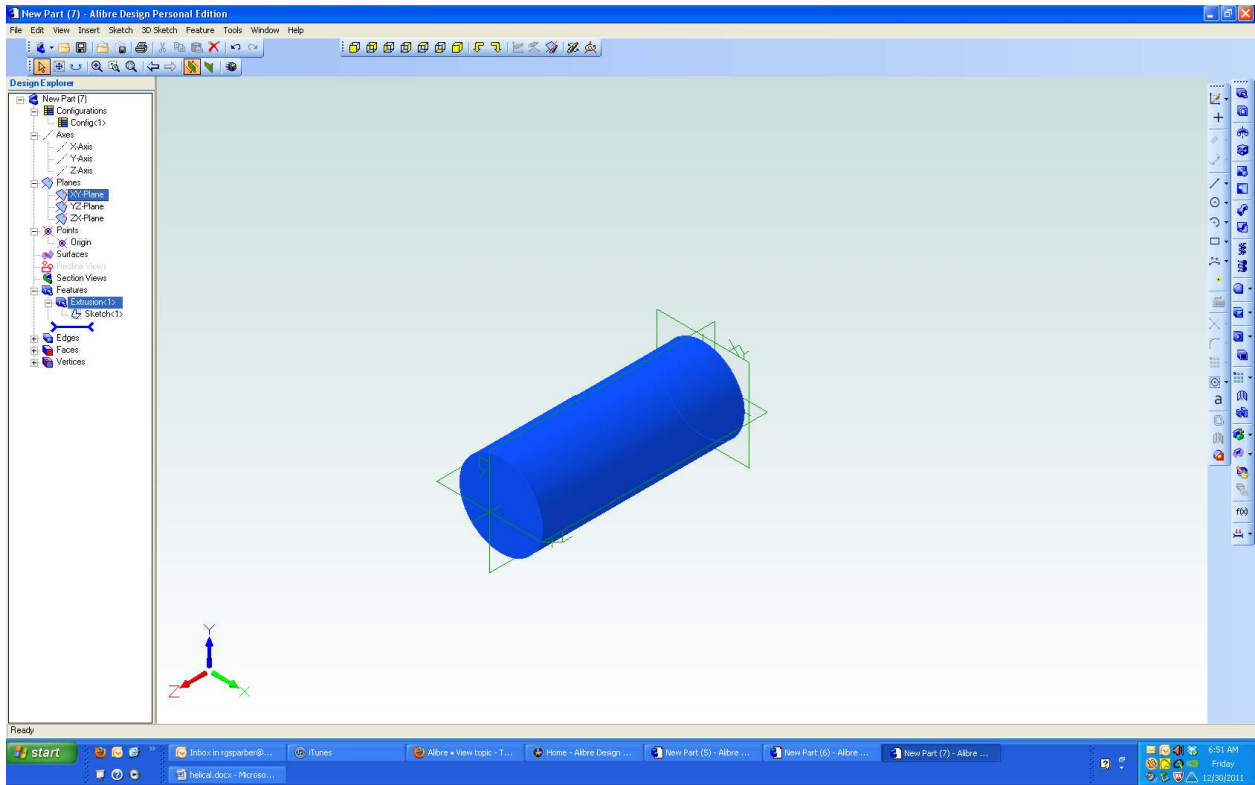 New Part (7) - Alibre Design Personal Edition
File Edit View Insert Sketch 3D Sketch Feature Tools Window Help
Design Explorer
New Part (7)
Configurations
Config<1>
Axes
X-Axis
Y-Axis
Z-Axis
Planes
XY-Plane
YZ-Plane
ZX-Plane
Points
Origin
Surfaces
Redline Views
Section Views
Features
Extrusion<1>
Sketch<1>
Edges
Faces
Vertices
XY
Y
Z
X
a
f(x)
Ready
start
Inbox in rgsparber@...
iTunes
Alibre • View topic - T...
Home - Alibre Design ...
New Part (5) - Alibre ...
New Part (6) - Alibre ...
New Part (7) - Alibre ...
helical.docx - Microso...
6:51 AM
Friday
12/30/2011